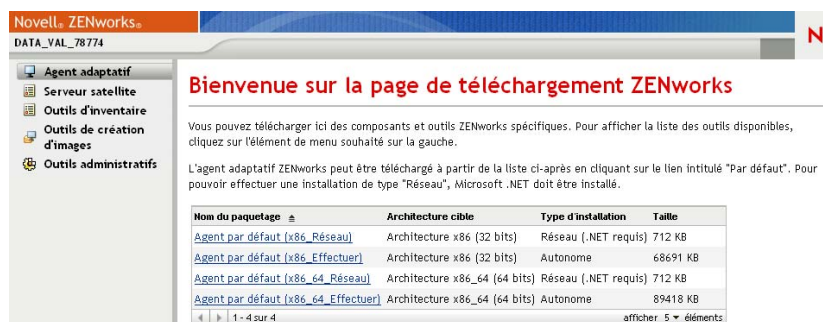 Novell® ZENworks®
DATA_VAL_78774
N
Agent adaptatif
Serveur satellite
Outils d'inventaire
Outils de création
d'images
Outils administratifs
Bienvenue sur la page de téléchargement ZENworks
Vous pouvez télécharger ici des composants et outils ZENworks spécifiques. Pour afficher la liste des outils disponibles,
cliquez sur l'élément de menu souhaité sur la gauche.
L'agent adaptatif ZENworks peut être téléchargé à partir de la liste ci-après en cliquant sur le lien intitulé "Par défaut". Pour
pouvoir effectuer une installation de type "Réseau", Microsoft .NET doit être installé.
Nom du paquetage Architecture cible Type d'installation Taille
Agent par défaut (x86_Réseau) Architecture x86 (32 bits) Réseau (.NET requis) 712 KB
Agent par défaut (x86_Effectuer) Architecture x86 (32 bits) Autonome 68691 KB
Agent par défaut (x86_64_Réseau) Architecture x86_64 (64 bits) Réseau (.NET requis) 712 KB
Agent par défaut (x86_64_Effectuer) Architecture x86_64 (64 bits) Autonome 89418 KB
1 - 4 sur 4 afficher 5 éléments